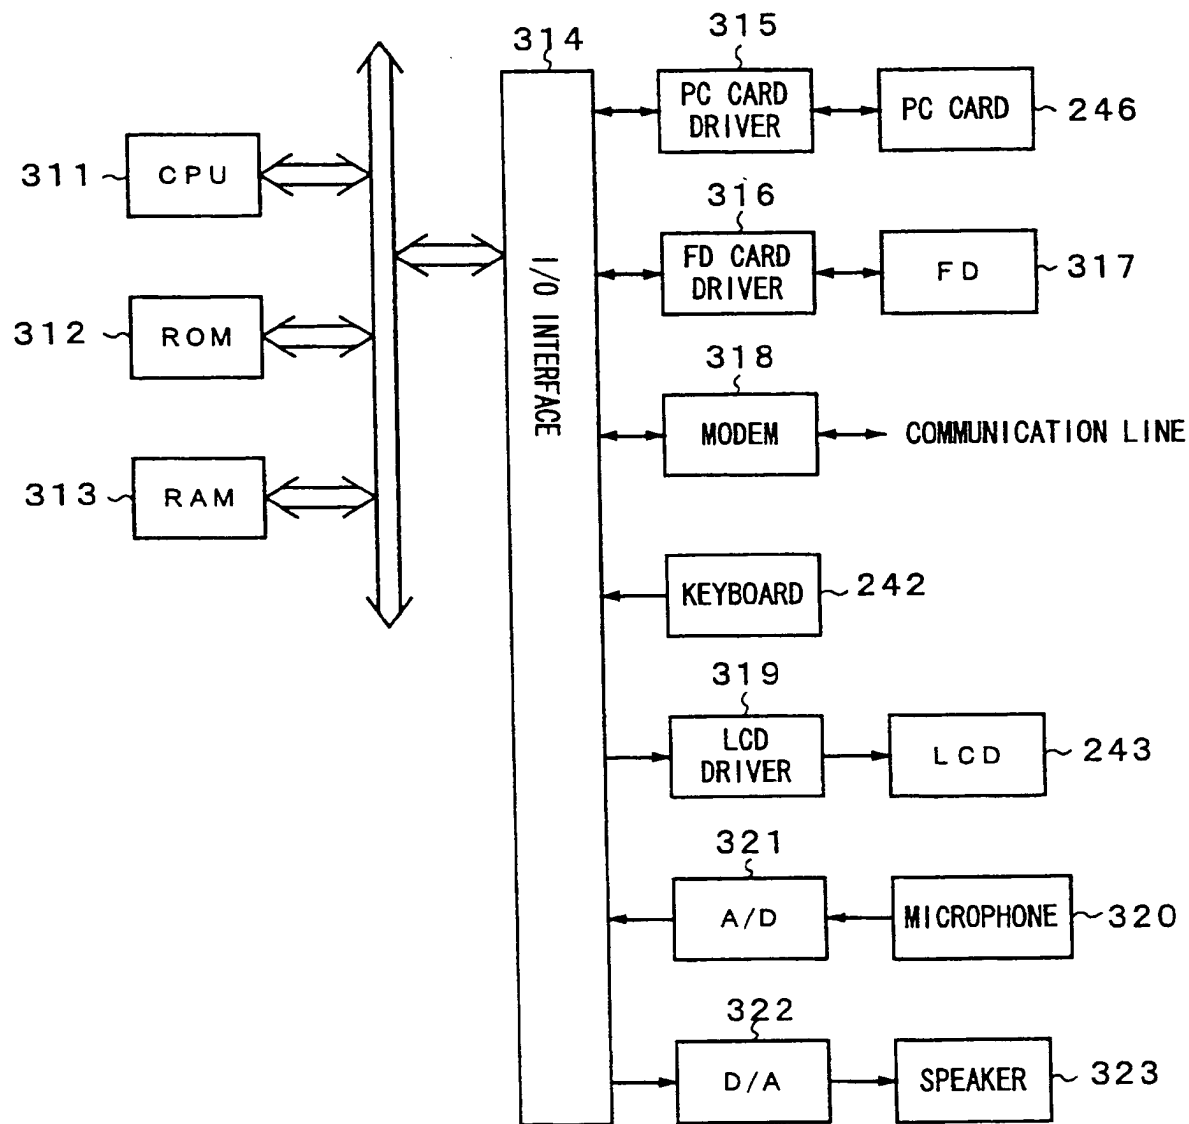 314
315
PC CARD
DRIVER
PC CARD
246
311
CPU
316
FD CARD
DRIVER
FD
317
I/O INTERFACE
312
ROM
318
MODEM
COMMUNICATION LINE
313
RAM
KEYBOARD
242
319
LCD
DRIVER
LCD
243
321
A/D
MICROPHONE
320
322
D/A
SPEAKER
323